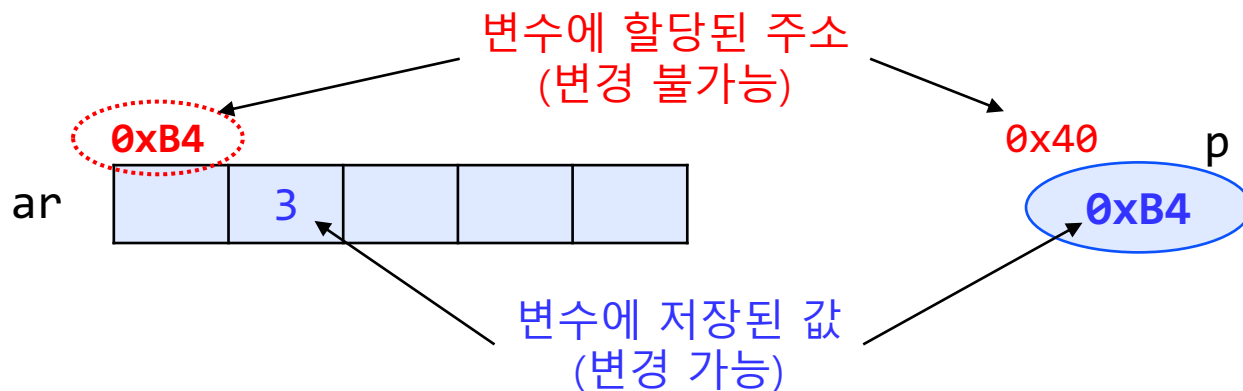 변수에 할당된 주소
(변경 불가능)
0xB4
0x40
p
ar
3
0xB4
변수에 저장된 값
(변경 가능)